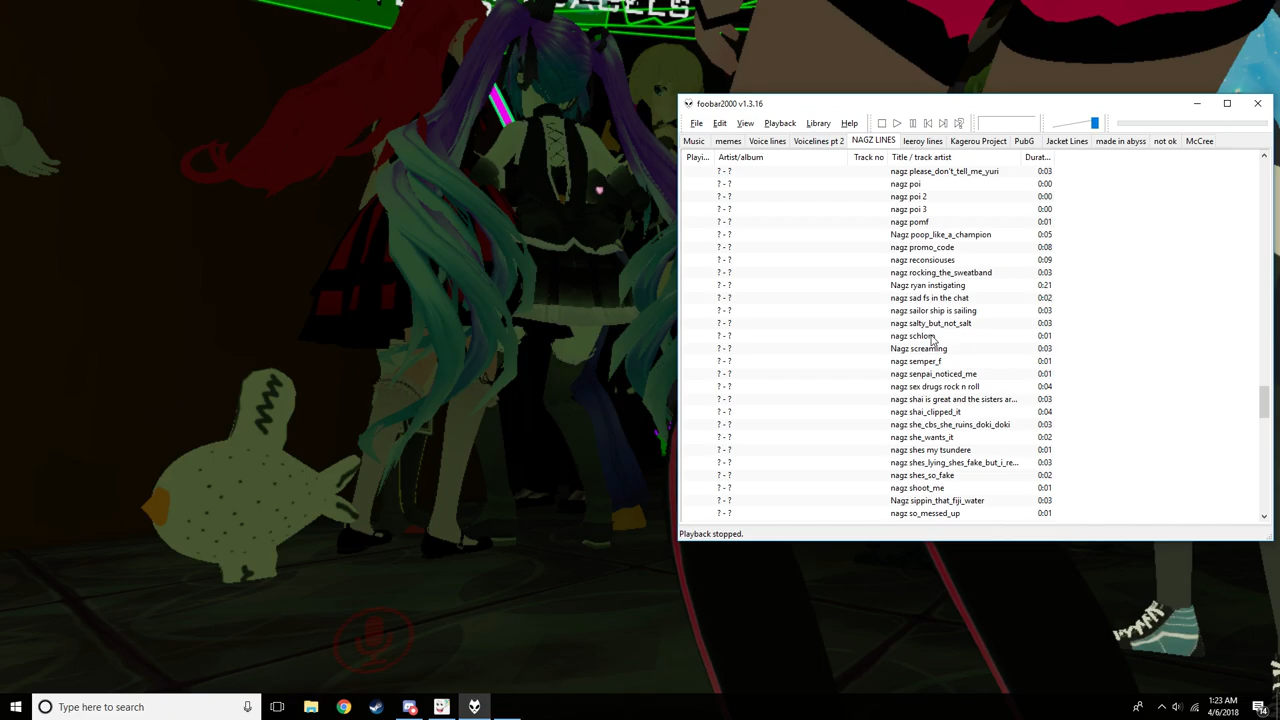 foobar2000 v1.3.16
File Edit View Playback Library Help
Music memes Voice lines Voicelines pt 2 NAGZ LINES leeroy lines Kagerou Project PubG Jacket Lines made in abyss not ok McCree
Playi... Artist/album Track no Title / track artist Durat...
? - ? nagz please_don't_tell_me_yuri 0:03
? - ? nagz poi 0:00
? - ? nagz poi 2 0:00
? - ? nagz poi 3 0:00
? - ? nagz pomf 0:01
? - ? Nagz poop_like_a_champion 0:05
? - ? nagz promo_code 0:08
? - ? nagz reconsiouses 0:09
? - ? nagz rocking_the_sweatband 0:03
? - ? Nagz ryan instigating 0:21
? - ? nagz sad fs in the chat 0:02
? - ? nagz sailor ship is sailing 0:03
? - ? nagz salty_but_not_salt 0:03
? - ? nagz 0:01
? - ? Nagz screaming 0:03
? - ? nagz semper_f 0:01
? - ? nagz senpai_noticed_me 0:01
? - ? nagz sex drugs rock n roll 0:04
? - ? nagz shai is great and the sisters ar... 0:03
? - ? nagz shai_clipped_it 0:04
? - ? nagz she_cbs_she_ruins_doki_doki 0:03
? - ? nagz she_wants_it 0:02
? - ? nagz shes my tsundere 0:01
? - ? nagz shes_lying_shes_fake_but_i_re... 0:03
? - ? nagz shes_so_fake 0:02
? - ? nagz shoot_me 0:01
? - ? Nagz sippin_that_fiji_water 0:03
? - ? nagz so_messed_up 0:01
Playback stopped.
Type here to search
1:23 AM
4/6/2018
14